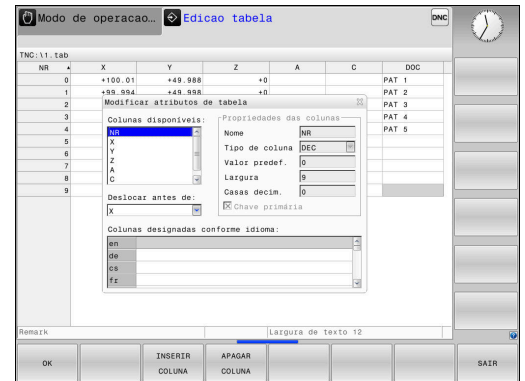 Modo de operacao... Edicao tabela DNC
TNC:\1.tab
NR X Y Z A C DOC
0 +100.01 +49.988 +0 PAT 1
1 +99.994 +49.998 +0 PAT 2
2 PAT 3
3 PAT 4
4 PAT 5
5
6
7
8
9
Modificar atributos de tabela
Colunas disponíveis:
NR
X
Y
Z
A
C
Deslocar antes de:
X
Propriedades das colunas
Nome NR
Tipo de coluna DEC
Valor predef. 0
Largura 9
Casas decim. 0
Chave primária
Colunas designadas conforme idioma:
en
de
cs
fr
Remark Largura de texto 12
OK INSERIR COLUNA APAGAR COLUNA SAIR